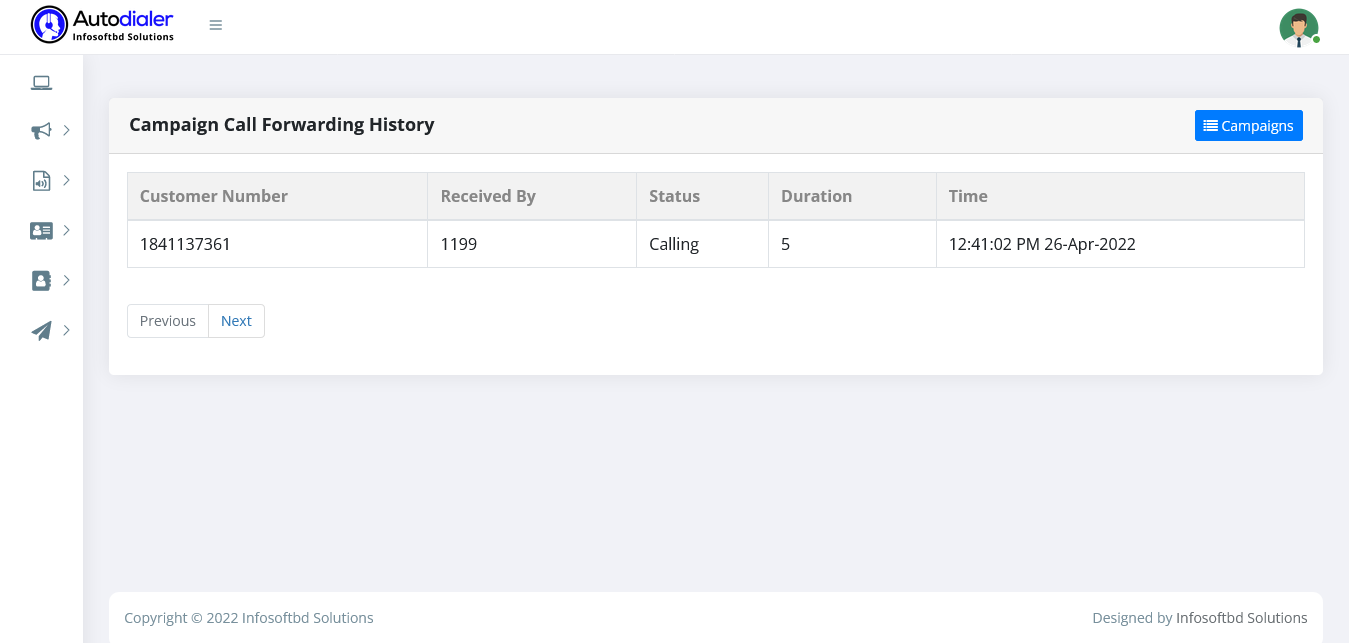 Autodialer
Infosoftbd Solutions
Campaign Call Forwarding History
Campaigns
Customer Number Received By Status Duration Time
1841137361 1199 Calling 5 12:41:02 PM 26-Apr-2022
Previous Next
Copyright © 2022 Infosoftbd Solutions Designed by Infosoftbd Solutions